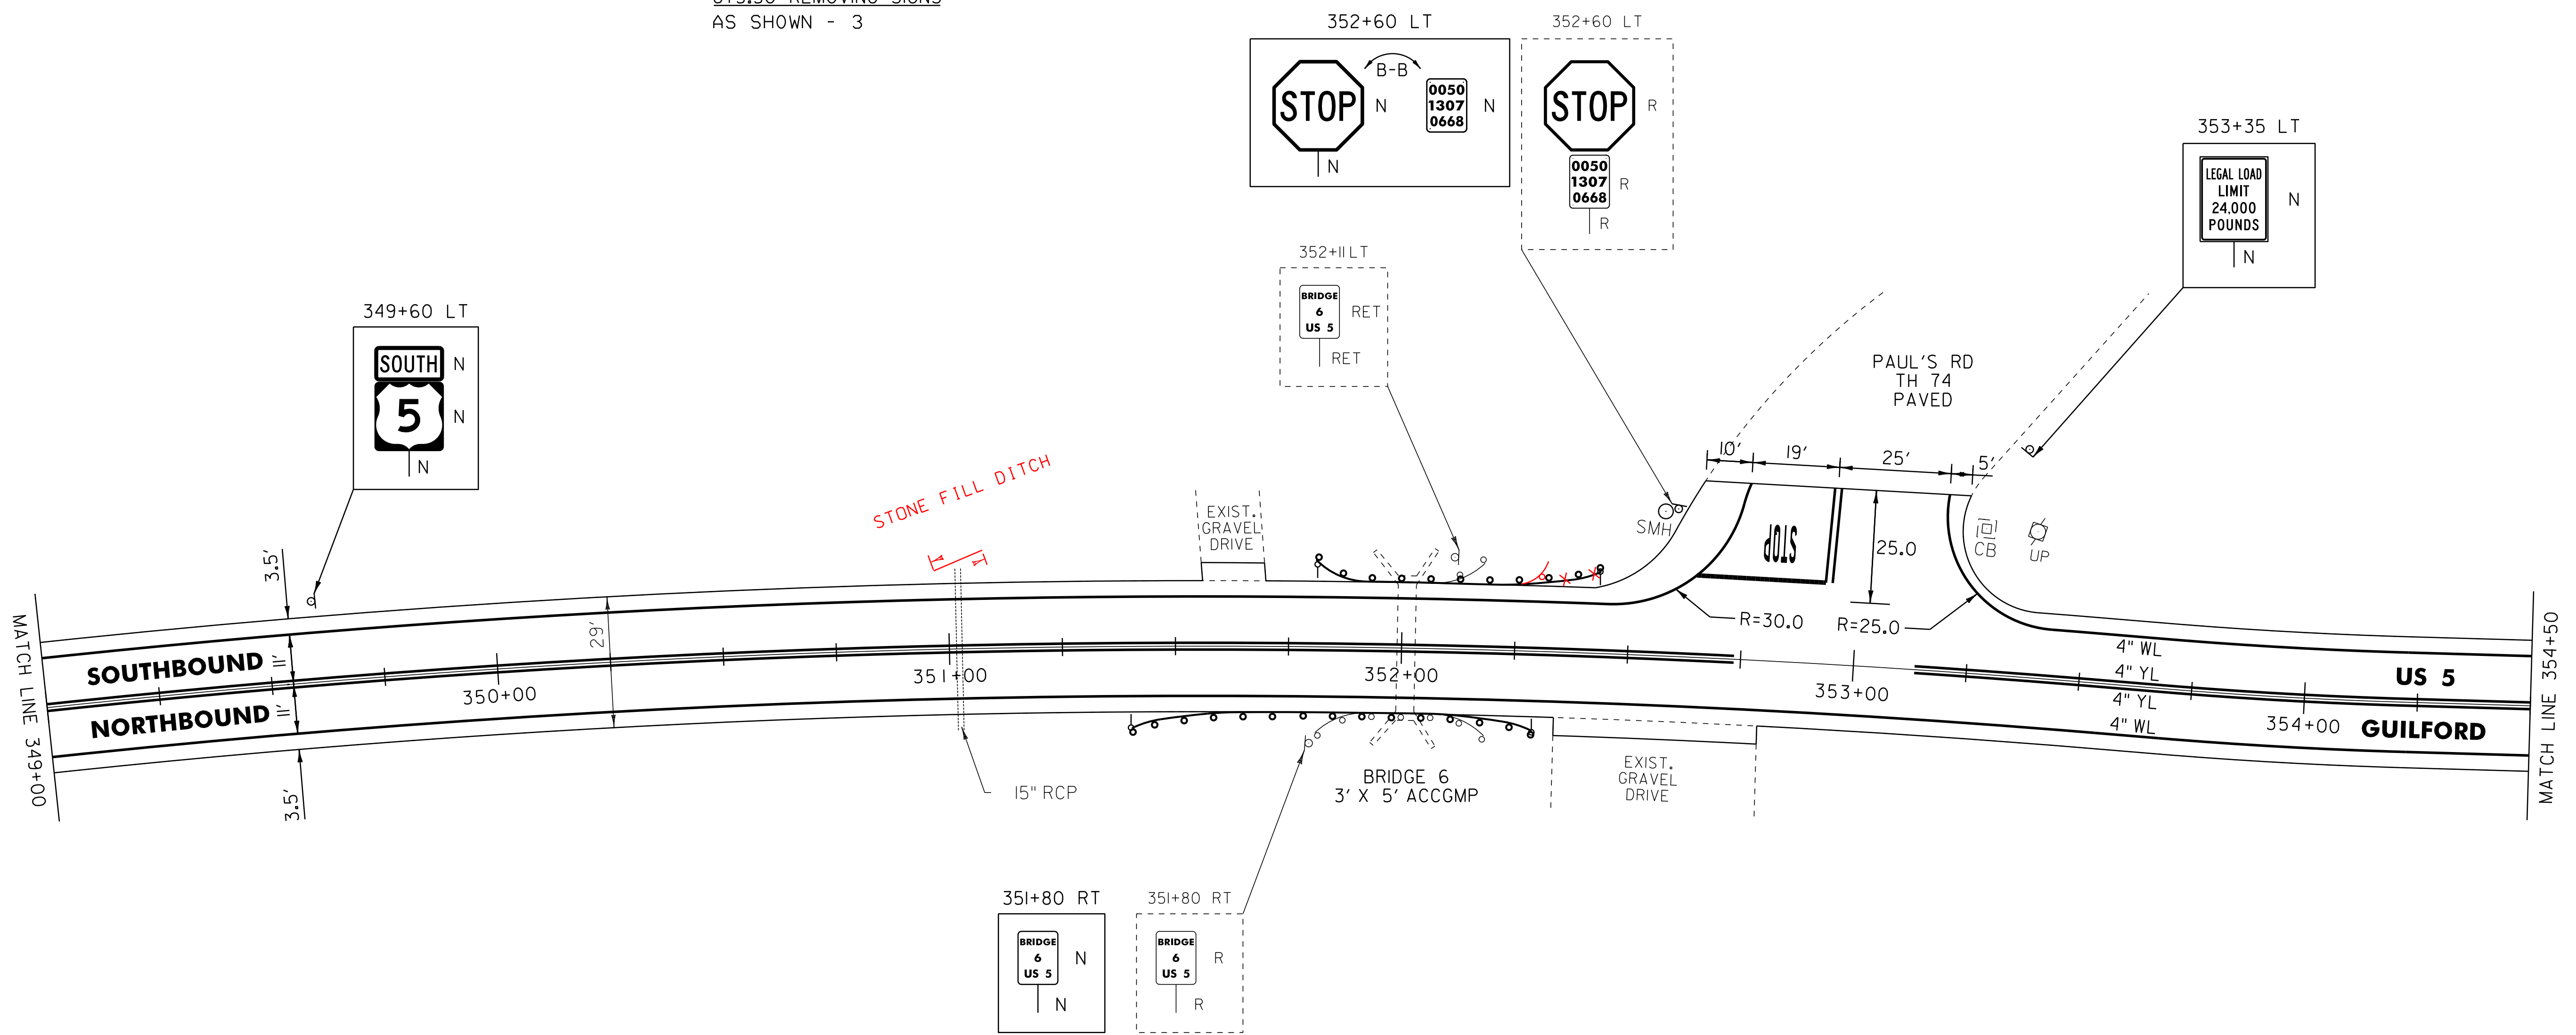 AS SHOWN - 3
352+60 LT
STOP
N
B-B
0050
1307
0668
N
N
352+60 LT
STOP
R
0050
1307
0668
R
R
353+35 LT
LEGAL LOAD
LIMIT
24,000
POUNDS
N
N
352+11 LT
BRIDGE
6
US 5
RET
RET
349+60 LT
SOUTH
N
5
N
N
PAUL'S RD
TH 74
PAVED
10'
19'
25'
5'
STONE FILL DITCH
EXIST.
GRAVEL
DRIVE
SMH
STOP
25.0
CB
UP
3.5'
29'
R=30.0
R=25.0
MATCH LINE 349+00
SOUTHBOUND
11'
NORTHBOUND
11'
350+00
351+00
352+00
353+00
354+00
4" WL
4" YL
4" YL
4" WL
US 5
GUILFORD
MATCH LINE 354+50
3.5'
15" RCP
BRIDGE 6
3' X 5' ACCGMP
EXIST.
GRAVEL
DRIVE
351+80 RT
BRIDGE
6
US 5
N
N
351+80 RT
BRIDGE
6
US 5
R
R